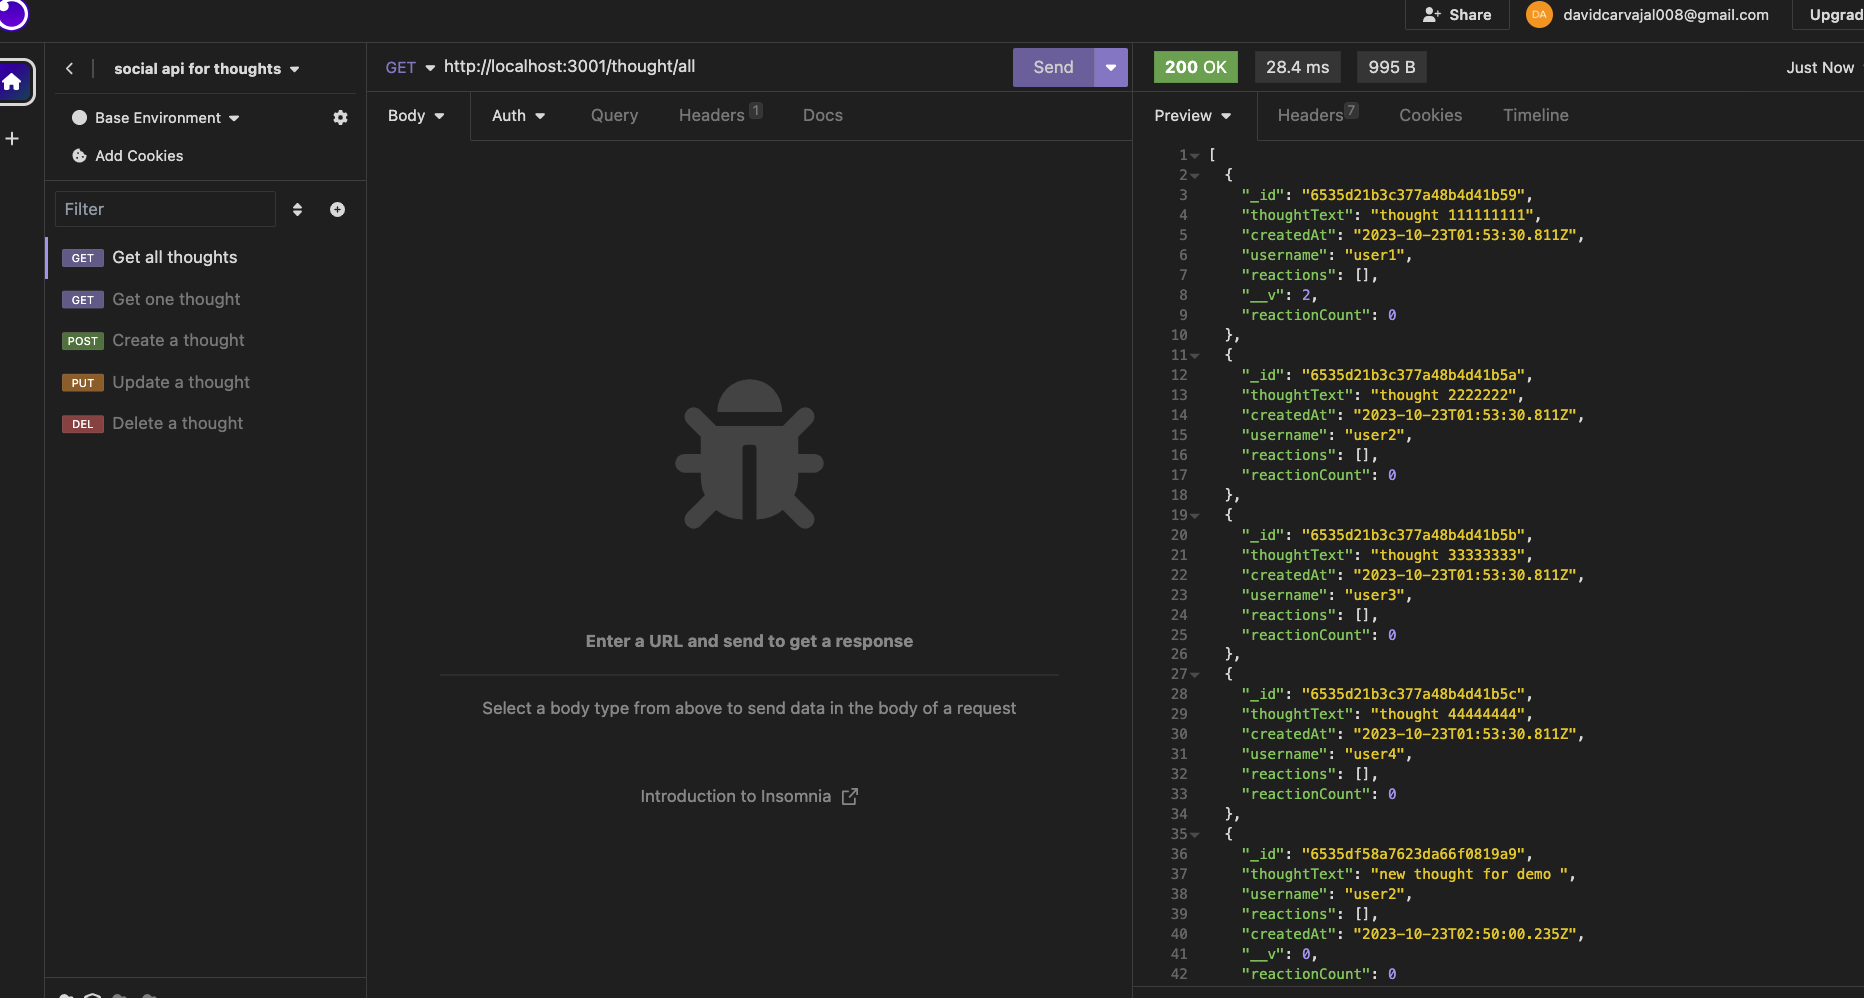 Share
DA
davidcarvajal008@gmail.com
Upgrad
social api for thoughts
Base Environment
Add Cookies
Filter
GET Get all thoughts
GET Get one thought
POST Create a thought
PUT Update a thought
DEL Delete a thought
GET http://localhost:3001/thought/all
Send
Body Auth Query Headers 1 Docs
Enter a URL and send to get a response
Select a body type from above to send data in the body of a request
Introduction to Insomnia
200 OK 28.4 ms 995 B Just Now
Preview Headers 7 Cookies Timeline
1 [
2 {
3 "_id": "6535d21b3c377a48b4d41b59",
4 "thoughtText": "thought 111111111",
5 "createdAt": "2023-10-23T01:53:30.811Z",
6 "username": "user1",
7 "reactions": [],
8 "__v": 2,
9 "reactionCount": 0
10 },
11 {
12 "_id": "6535d21b3c377a48b4d41b5a",
13 "thoughtText": "thought 2222222",
14 "createdAt": "2023-10-23T01:53:30.811Z",
15 "username": "user2",
16 "reactions": [],
17 "reactionCount": 0
18 },
19 {
20 "_id": "6535d21b3c377a48b4d41b5b",
21 "thoughtText": "thought 33333333",
22 "createdAt": "2023-10-23T01:53:30.811Z",
23 "username": "user3",
24 "reactions": [],
25 "reactionCount": 0
26 },
27 {
28 "_id": "6535d21b3c377a48b4d41b5c",
29 "thoughtText": "thought 44444444",
30 "createdAt": "2023-10-23T01:53:30.811Z",
31 "username": "user4",
32 "reactions": [],
33 "reactionCount": 0
34 },
35 {
36 "_id": "6535df58a7623da66f0819a9",
37 "thoughtText": "new thought for demo ",
38 "username": "user2",
39 "reactions": [],
40 "createdAt": "2023-10-23T02:50:00.235Z",
41 "__v": 0,
42 "reactionCount": 0